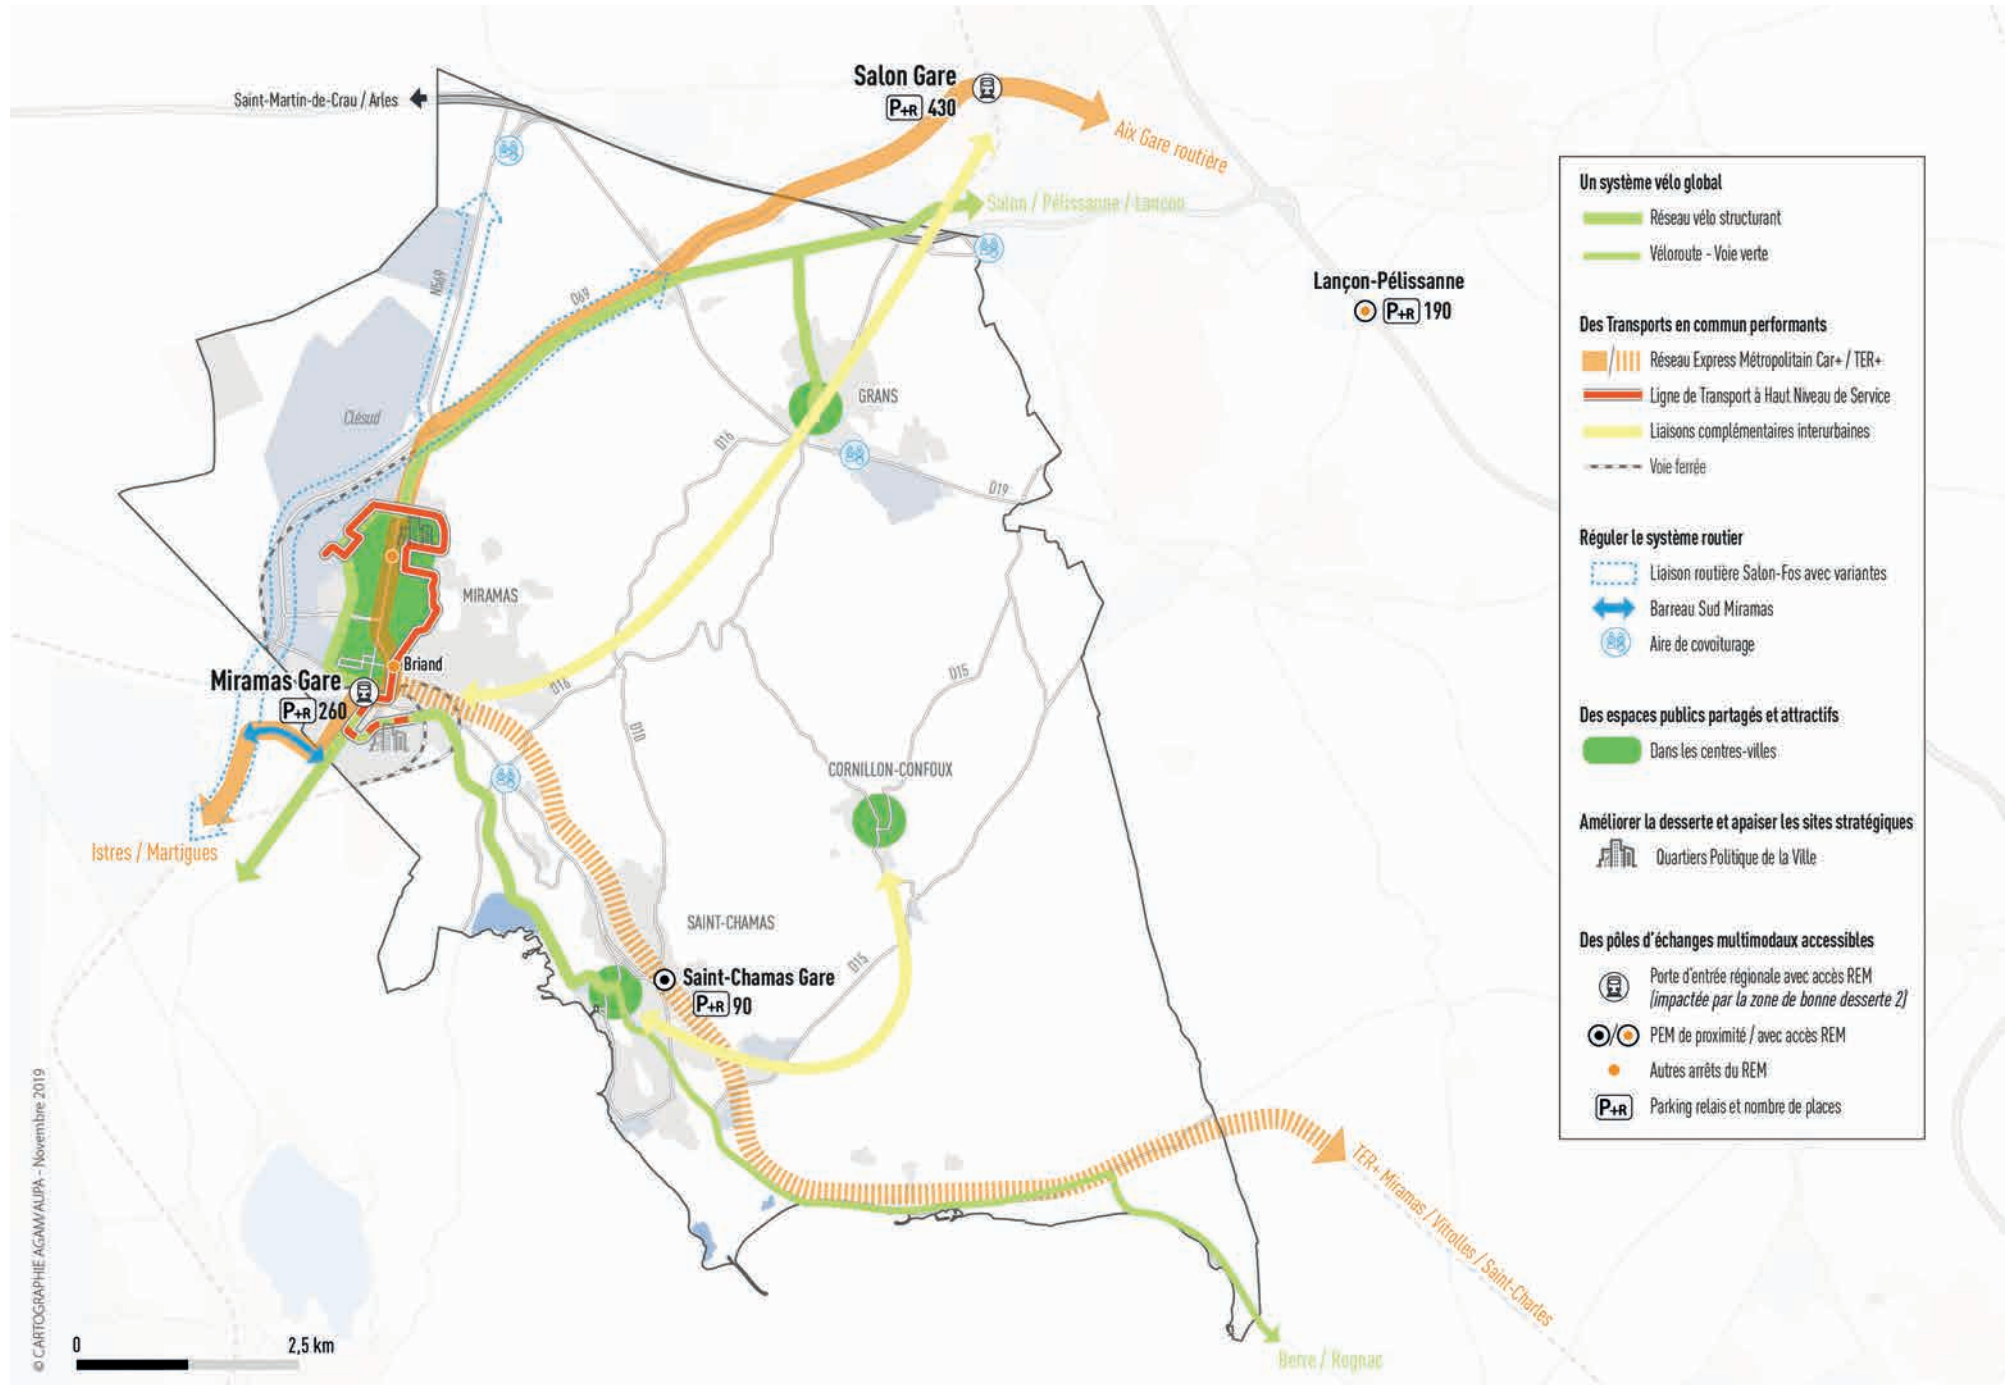 Salon Gare
P+R 430
Saint-Martin-de-Crau / Arles
Aix Gare routière
Salon / Pélissanne / Lançon
Lançon-Pélissanne
P+R 190
N569
D69
Clésud
GRANS
D16
D19
MIRAMAS
Briand
Miramas Gare
P+R 260
D16
D10
D15
CORNILLON-CONFOUX
Istres / Martigues
SAINT-CHAMAS
Saint-Chamas Gare
P+R 90
D15
TER+ Miramas / Vitrolles / Saint-Charles
Berre / Rognac
0 2,5 km
© CARTOGRAPHIE AGAM/AUPA - Novembre 2019
Un système vélo global
Réseau vélo structurant
Véloroute - Voie verte
Des Transports en commun performants
Réseau Express Métropolitain Car+ / TER+
Ligne de Transport à Haut Niveau de Service
Liaisons complémentaires interurbaines
Voie ferrée
Réguler le système routier
Liaison routière Salon-Fos avec variantes
Barreau Sud Miramas
Aire de covoiturage
Des espaces publics partagés et attractifs
Dans les centres-villes
Améliorer la desserte et apaiser les sites stratégiques
Quartiers Politique de la Ville
Des pôles d'échanges multimodaux accessibles
Porte d'entrée régionale avec accès REM
(impactée par la zone de bonne desserte 2)
PEM de proximité / avec accès REM
Autres arrêts du REM
P+R Parking relais et nombre de places